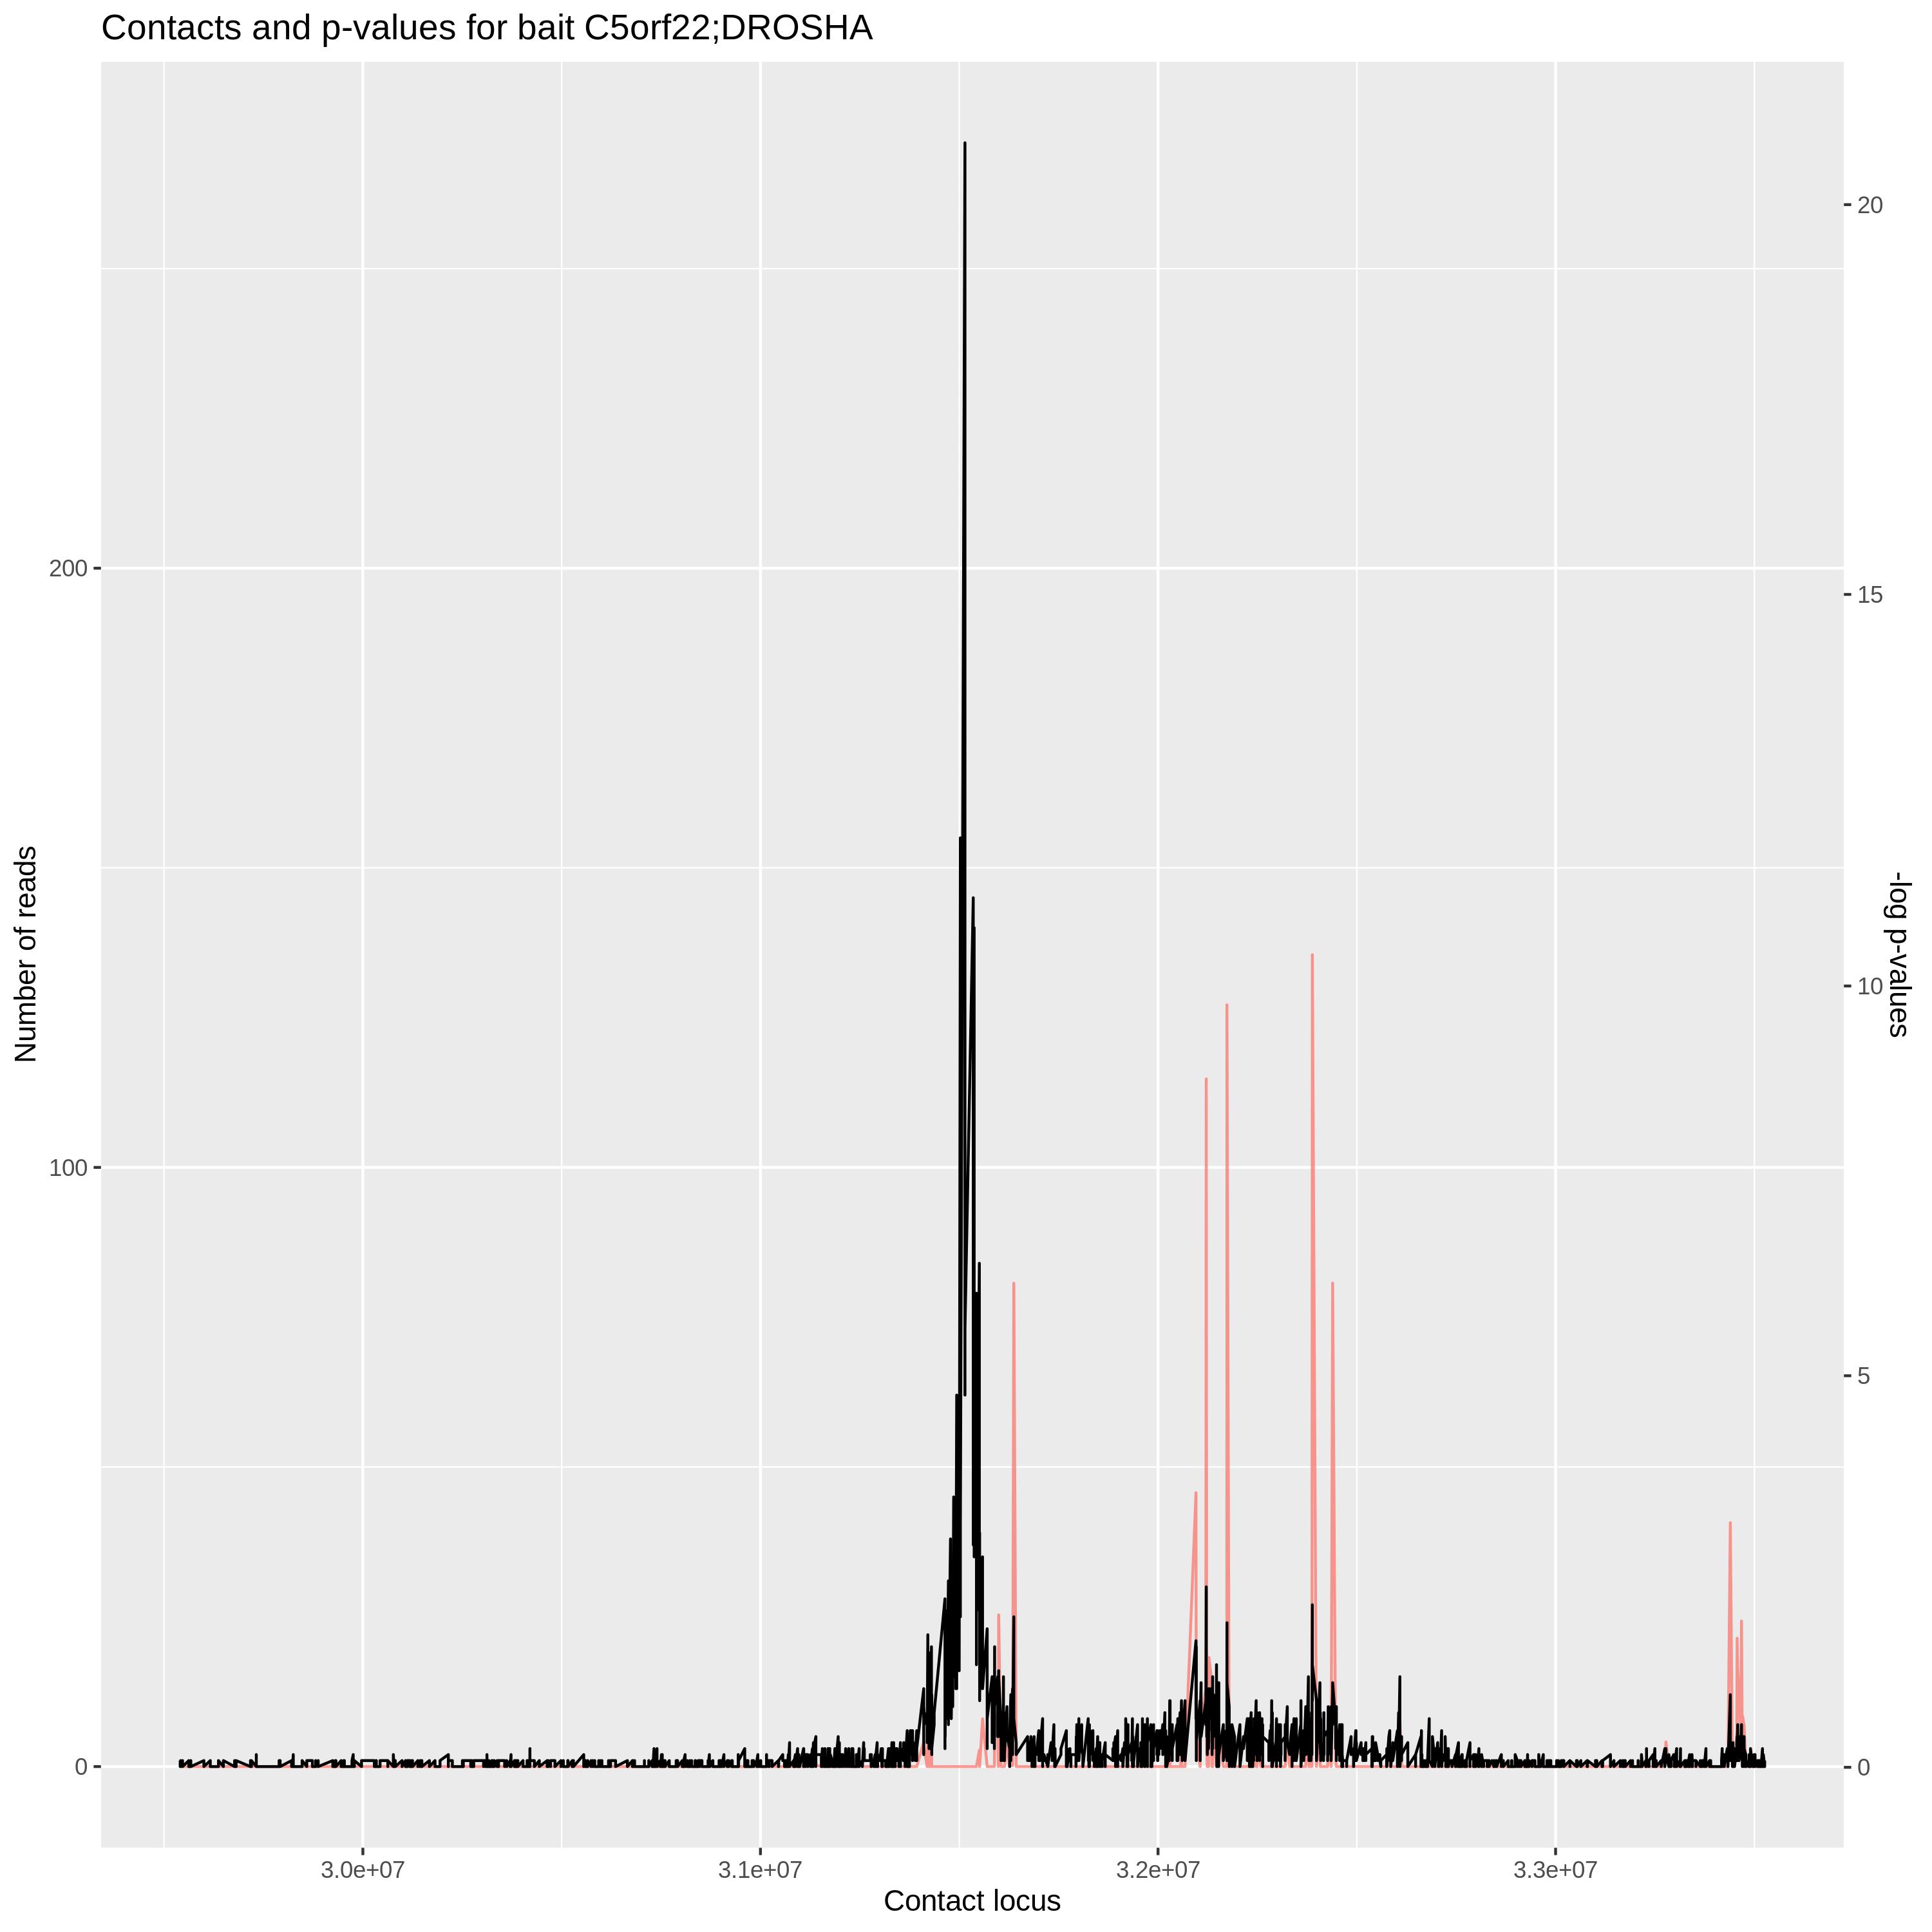 Contacts and p-values for bait C5orf22;DROSHA
Number of reads
200
100
0
20
15
10
5
0
-log p-values
3.0e+07
3.1e+07
3.2e+07
3.3e+07
Contact locus